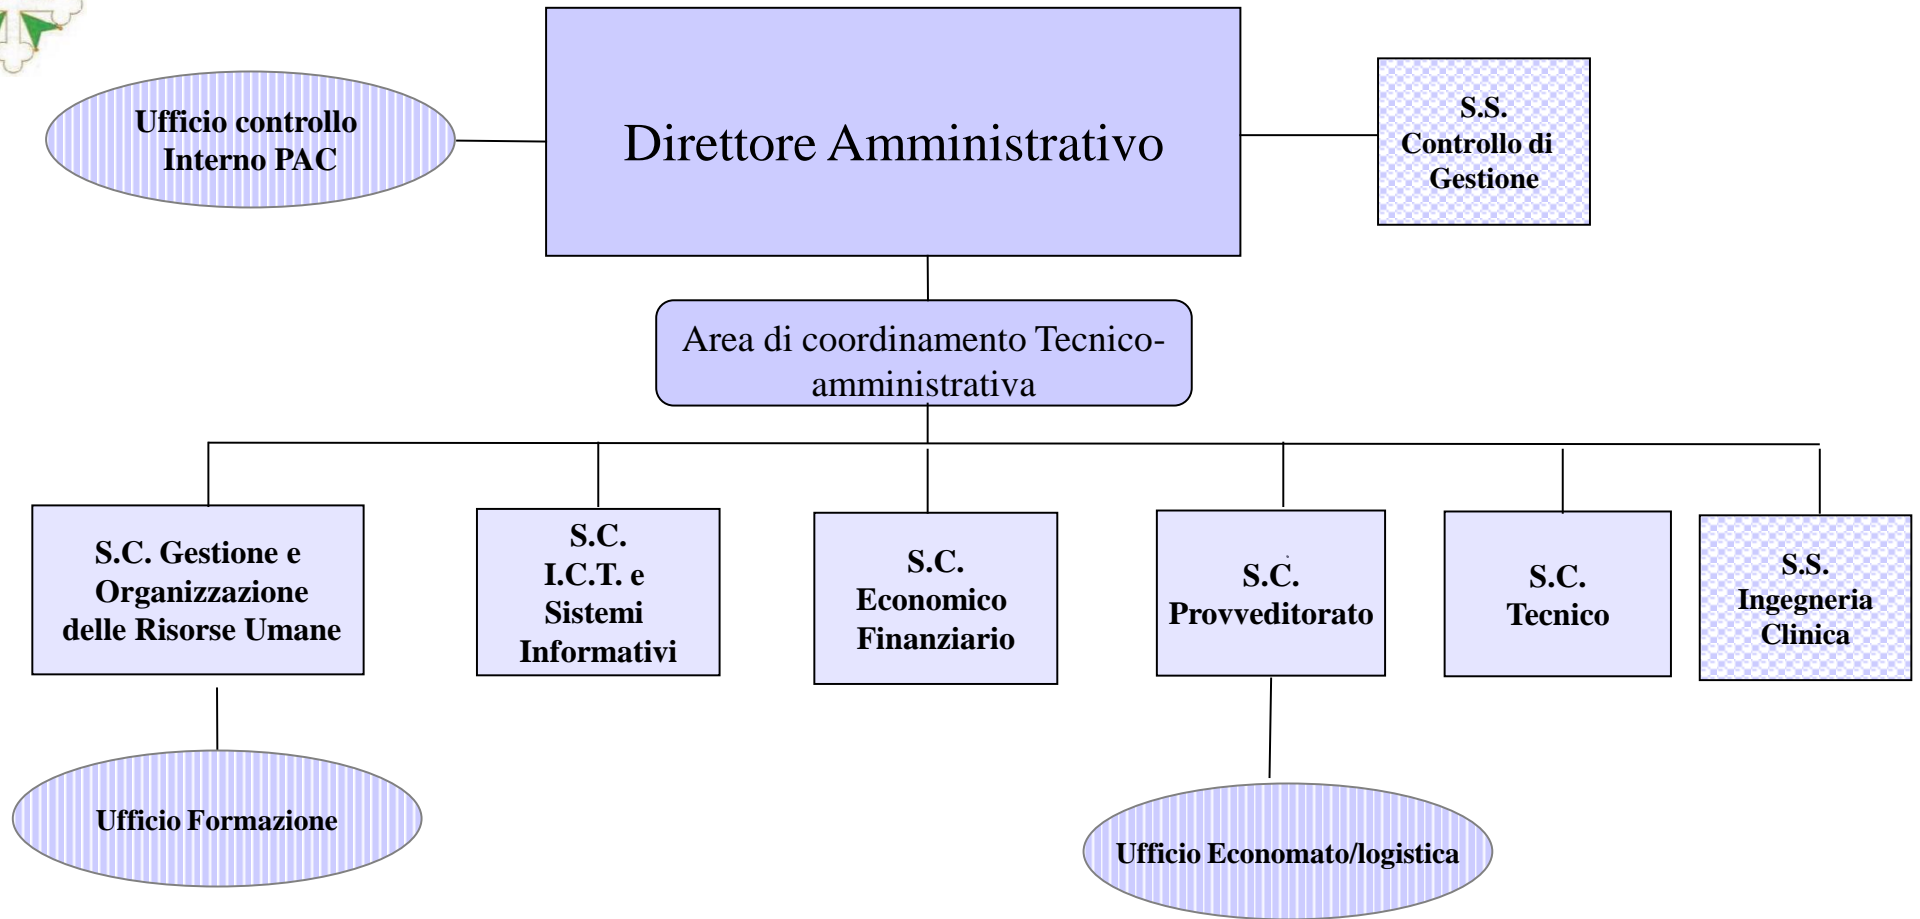 Ufficio controllo
Interno PAC
Direttore Amministrativo
S.S.
Controllo di
Gestione
Area di coordinamento Tecnico-
amministrativa
S.C. Gestione e
Organizzazione
delle Risorse Umane
S.C.
I.C.T. e
Sistemi
Informativi
S.C.
Economico
Finanziario
S.C.
Provveditorato
S.C.
Tecnico
S.S.
Ingegneria
Clinica
Ufficio Formazione
Ufficio Economato/logistica